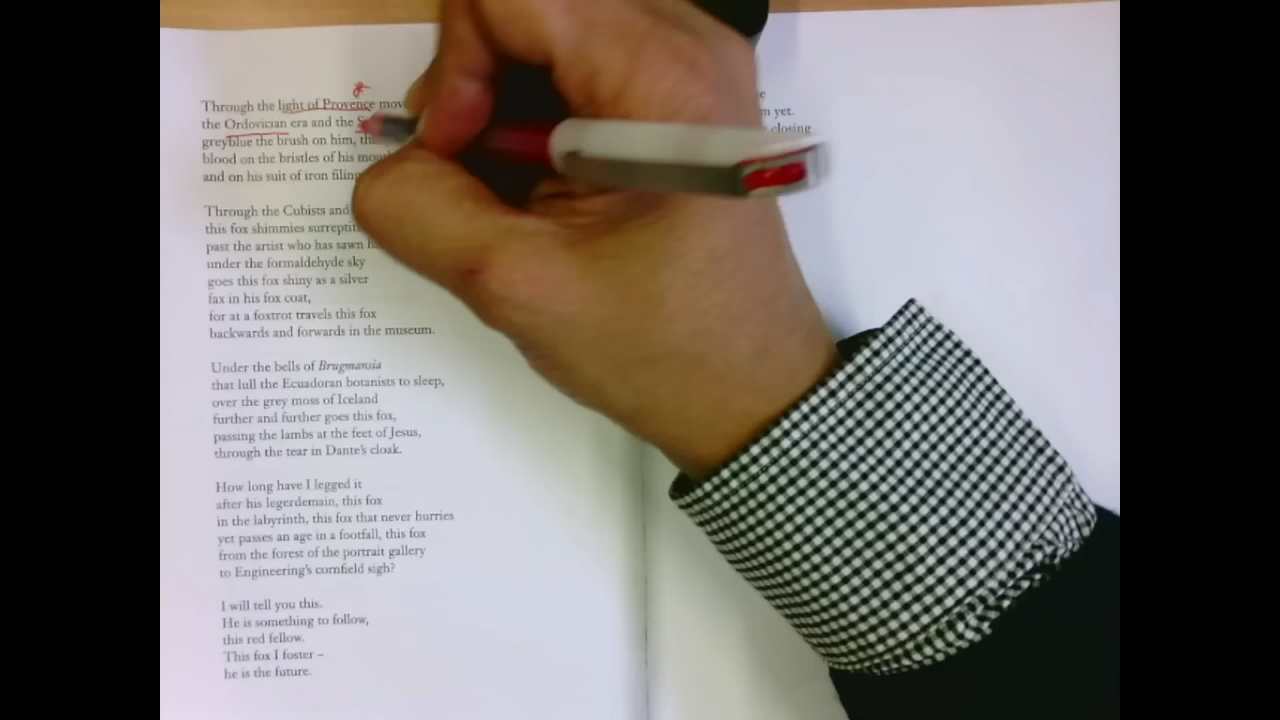 Through the light of Provence
the Ordovician era and the
greyblue the brush on him,
blood on the bristles of his
and on his suit of iron
Through the Cubists and
this fox shimmies
past the artist who has sawn
under the formaldehyde sky
goes this fox shiny as a silver
fax in his fox coat,
for at a foxtrot travels this fox
backwards and forwards in the museum.
Under the bells of Brugmansia
that lull the Ecuadoran botanists to sleep,
over the grey moss of Iceland
further and further goes this fox,
passing the lambs at the feet of Jesus,
through the tear in Dante's cloak.
How long have I legged it
after his legerdemain, this fox
in the labyrinth, this fox that never hurries
yet passes an age in a footfall, this fox
from the forest of the portrait gallery
to Engineering's cornfield sigh?
I will tell you this.
He is something to follow,
this red fellow.
This fox I foster –
he is the future.
yet.
closing